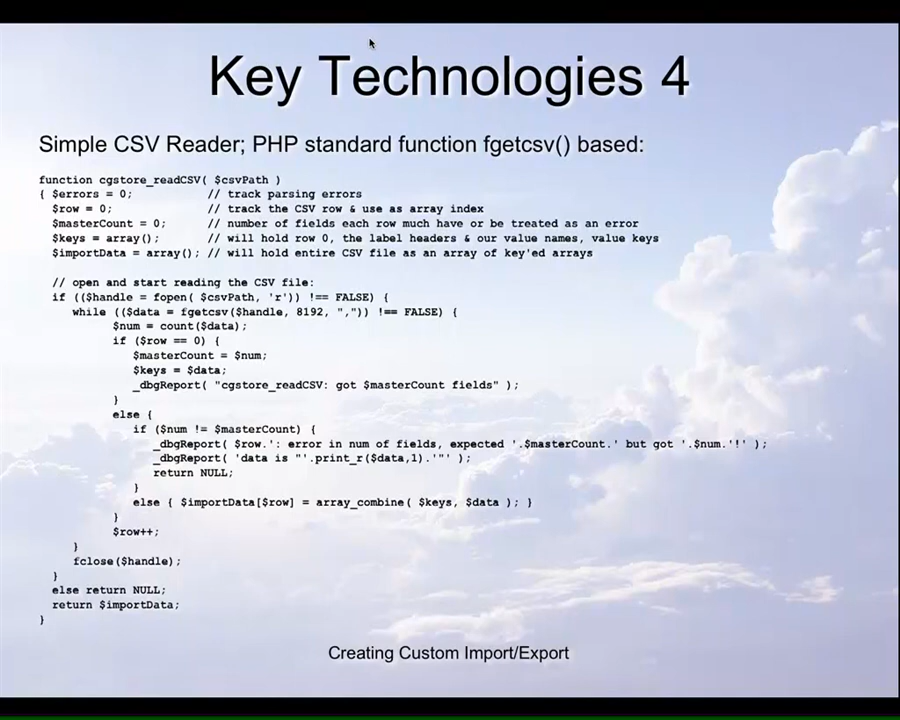 Key Technologies 4
Simple CSV Reader; PHP standard function fgetcsv() based:
function cgstore_readCSV( $csvPath )
{ $errors = 0; // track parsing errors
$row = 0; // track the CSV row & use as array index
$masterCount = 0; // number of fields each row much have or be treated as an error
$keys = array(); // will hold row 0, the label headers & our value names, value keys
$importData = array(); // will hold entire CSV file as an array of key'ed arrays
// open and start reading the CSV file:
if (($handle = fopen( $csvPath, 'r')) !== FALSE) {
while (($data = fgetcsv($handle, 8192, ",")) !== FALSE) {
$num = count($data);
if ($row == 0) {
$masterCount = $num;
$keys = $data;
_dbgReport( "cgstore_readCSV: got $masterCount fields" );
}
else {
if ($num != $masterCount) {
_dbgReport( $row.': error in num of fields, expected '.$masterCount.' but got '.$num.'!' );
_dbgReport( 'data is "'.print_r($data,1).'"' );
return NULL;
}
else { $importData[$row] = array_combine( $keys, $data ); }
}
$row++;
}
fclose($handle);
}
else return NULL;
return $importData;
}
Creating Custom Import/Export